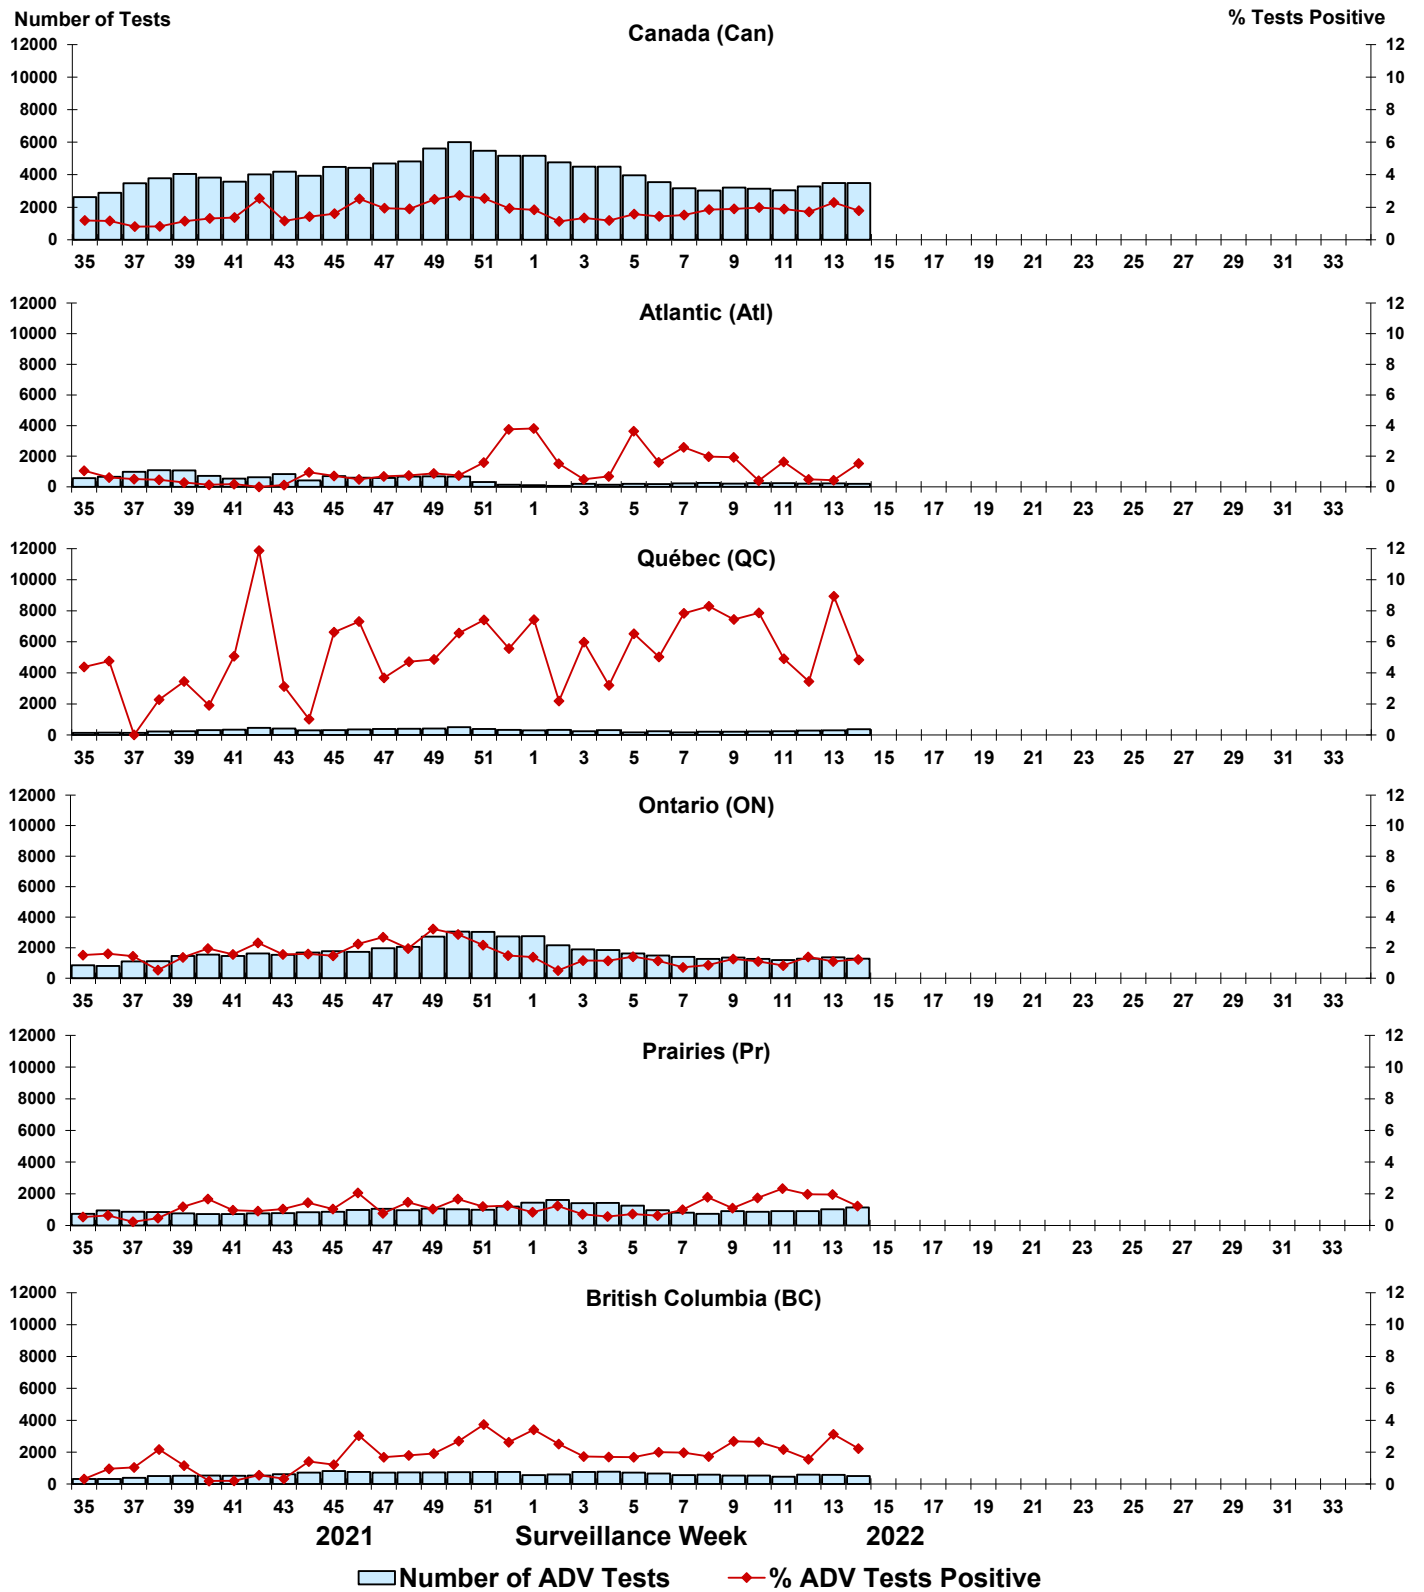 Number of Tests
% Tests Positive
Canada (Can)
12000 12
10000 10
8000 8
6000 6
4000 4
2000 2
0 0
35 37 39 41 43 45 47 49 51 1 3 5 7 9 11 13 15 17 19 21 23 25 27 29 31 33
Atlantic (Atl)
12000 12
10000 10
8000 8
6000 6
4000 4
2000 2
0 0
35 37 39 41 43 45 47 49 51 1 3 5 7 9 11 13 15 17 19 21 23 25 27 29 31 33
Québec (QC)
12000 12
10000 10
8000 8
6000 6
4000 4
2000 2
0 0
35 37 39 41 43 45 47 49 51 1 3 5 7 9 11 13 15 17 19 21 23 25 27 29 31 33
Ontario (ON)
12000 12
10000 10
8000 8
6000 6
4000 4
2000 2
0 0
35 37 39 41 43 45 47 49 51 1 3 5 7 9 11 13 15 17 19 21 23 25 27 29 31 33
Prairies (Pr)
12000 12
10000 10
8000 8
6000 6
4000 4
2000 2
0 0
35 37 39 41 43 45 47 49 51 1 3 5 7 9 11 13 15 17 19 21 23 25 27 29 31 33
British Columbia (BC)
12000 12
10000 10
8000 8
6000 6
4000 4
2000 2
0 0
35 37 39 41 43 45 47 49 51 1 3 5 7 9 11 13 15 17 19 21 23 25 27 29 31 33
2021 Surveillance Week 2022
Number of ADV Tests % ADV Tests Positive